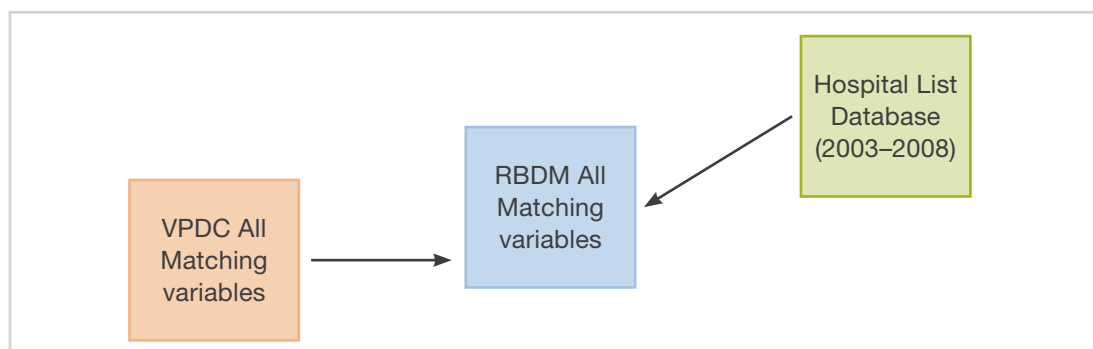 VPDC All
Matching
variables
RBDM All
Matching
variables
Hospital List
Database
(2003–2008)